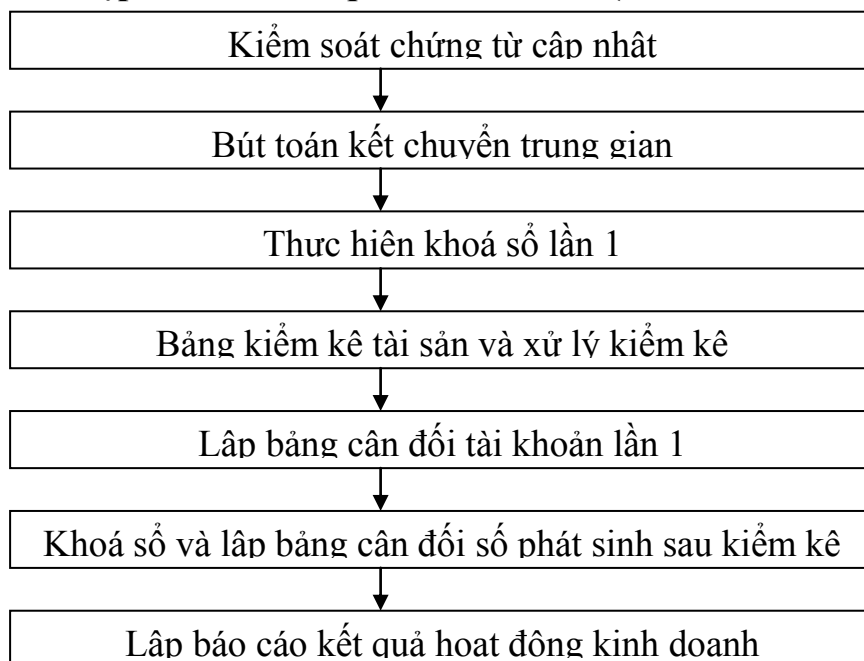 Kiểm soát chứng từ cập nhật
Bút toán kết chuyển trung gian
Thực hiện khoá sổ lần 1
Bảng kiểm kê tài sản và xử lý kiểm kê
Lập bảng cân đối tài khoản lần 1
Khoá sổ và lập bảng cân đối số phát sinh sau kiểm kê
Lập báo cáo kết quả hoạt động kinh doanh